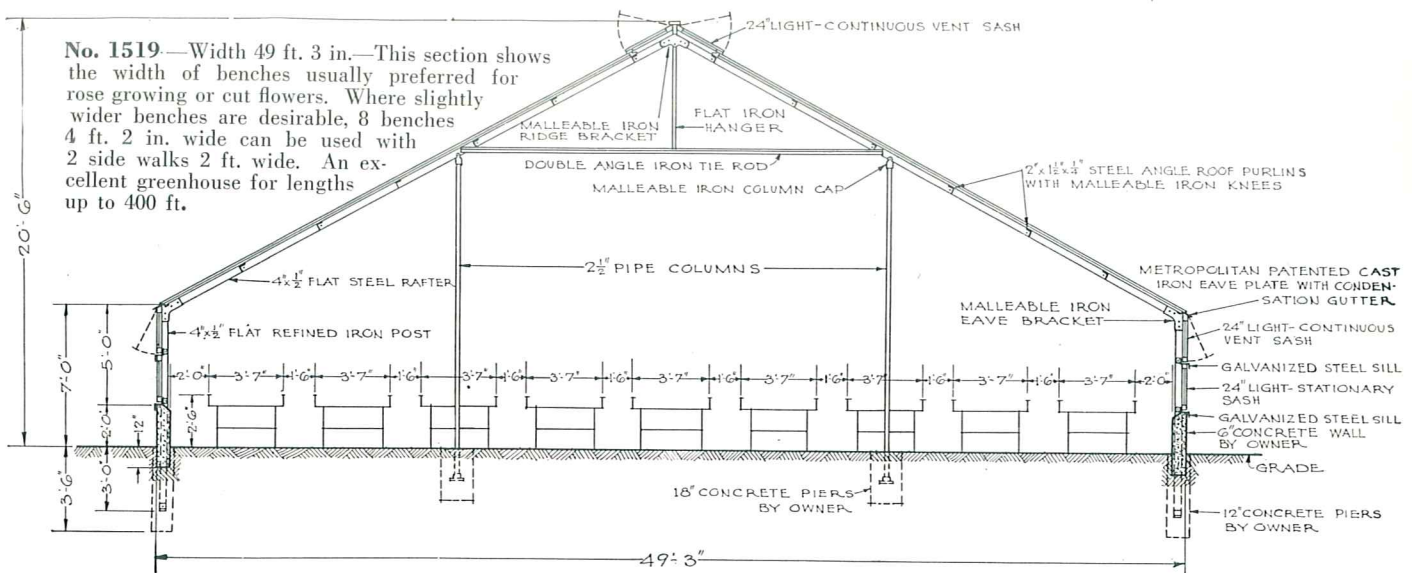 No. 1519—Width 49 ft. 3 in.—This section shows
the width of benches usually preferred for
rose growing or cut flowers. Where slightly
wider benches are desirable, 8 benches
4 ft. 2 in. wide can be used with
2 side walks 2 ft. wide. An ex-
cellent greenhouse for lengths
up to 400 ft.
24" LIGHT-CONTINUOUS VENT SASH
MALLEABLE IRON
RIDGE BRACKET
FLAT IRON
HANGER
DOUBLE ANGLE IRON TIE ROD
MALLEABLE IRON COLUMN CAP
2"x1½"x¼" STEEL ANGLE ROOF PURLINS
WITH MALLEABLE IRON KNEES
20'-6"
2½" PIPE COLUMNS
4"x½" FLAT STEEL RAFTER
METROPOLITAN PATENTED CAST
IRON EAVE PLATE WITH CONDEN-
SATION GUTTER
MALLEABLE IRON
EAVE BRACKET
4"x½" FLAT REFINED IRON POST
24" LIGHT-CONTINUOUS
VENT SASH
7'-0"
5'-0"
GALVANIZED STEEL SILL
2'-0" 3'-7" 1'-6" 3'-7" 1'-6" 3'-7" 1'-6" 3'-7" 1'-6" 3'-7" 1'-6" 3'-7" 1'-6" 3'-7" 1'-6" 3'-7" 1'-6" 3'-7" 2'-0"
24" LIGHT-STATIONARY
SASH
2'-0"
12"
2'-6"
GALVANIZED STEEL SILL
6" CONCRETE WALL
BY OWNER
GRADE
3'-6"
3'-0"
18" CONCRETE PIERS
BY OWNER
12" CONCRETE PIERS
BY OWNER
49'-3"